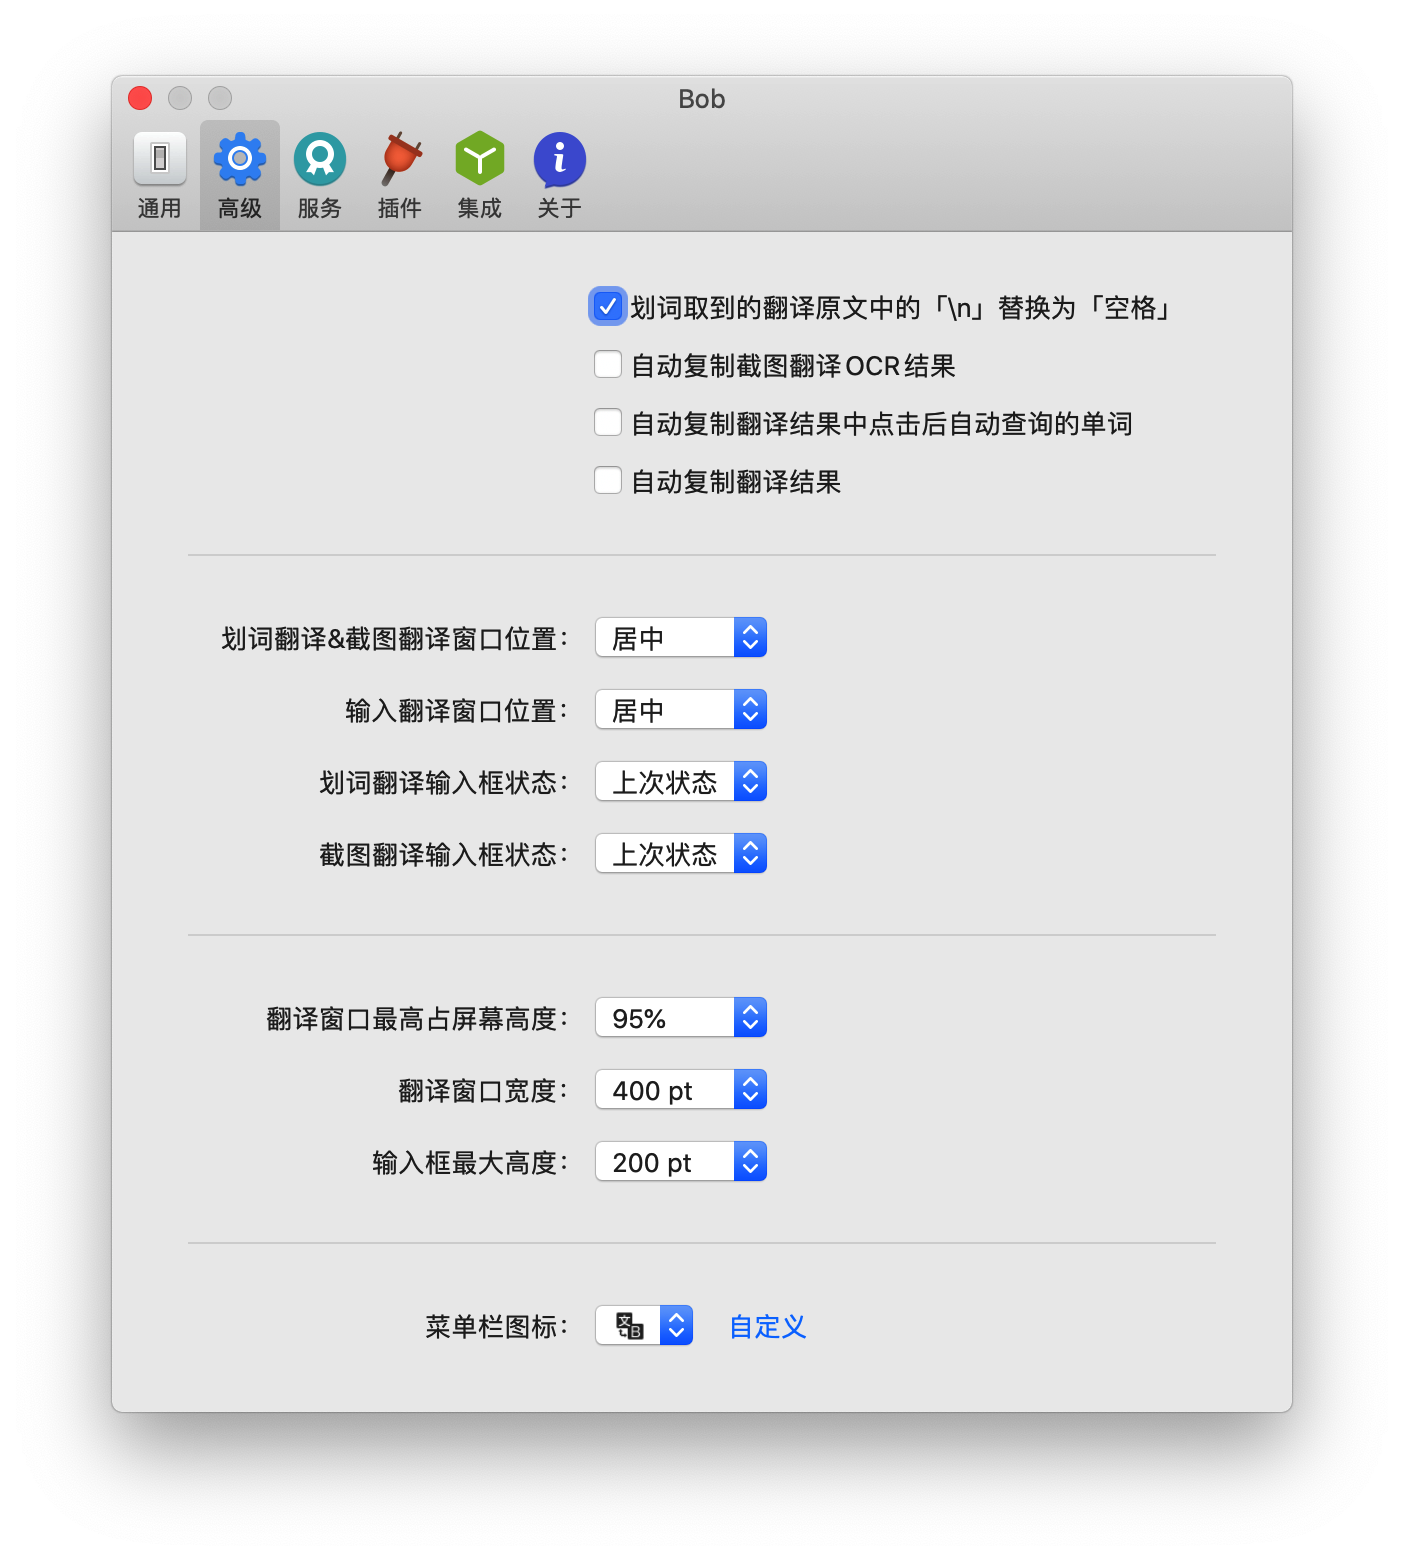 Bob
通用 高级 服务 插件 集成 关于
划词取到的翻译原文中的「\n」替换为「空格」
自动复制截图翻译OCR结果
自动复制翻译结果中点击后自动查询的单词
自动复制翻译结果
划词翻译&截图翻译窗口位置： 居中
输入翻译窗口位置： 居中
划词翻译输入框状态： 上次状态
截图翻译输入框状态： 上次状态
翻译窗口最高占屏幕高度： 95%
翻译窗口宽度： 400 pt
输入框最大高度： 200 pt
菜单栏图标： 文B 自定义